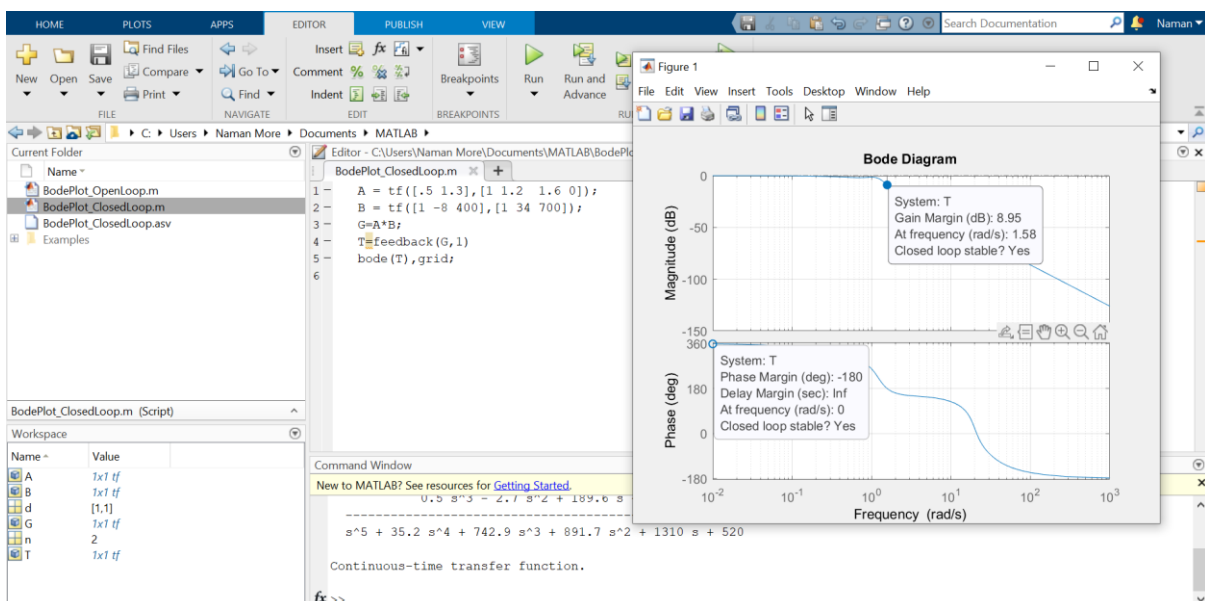 HOME PLOTS APPS EDITOR PUBLISH VIEW Search Documentation Naman
New Open Save Find Files Compare Print
Go To Find
Insert fx
Comment
Indent
Breakpoints Run Run and Advance
FILE NAVIGATE EDIT BREAKPOINTS RU
C: Users Naman More Documents MATLAB
Current Folder
Name
BodePlot_OpenLoop.m
BodePlot_ClosedLoop.m
BodePlot_ClosedLoop.asv
Examples
BodePlot_ClosedLoop.m (Script)
Workspace
Name Value
A 1x1 tf
B 1x1 tf
d [1,1]
G 1x1 tf
n 2
T 1x1 tf
Editor - C:\Users\Naman More\Documents\MATLAB\BodePlo
BodePlot_ClosedLoop.m
1 A = tf([.5 1.3],[1 1.2  1.6 0]);
2 B = tf([1 -8 400],[1 34 700]);
3 G=A*B;
4 T=feedback(G,1)
5 bode(T),grid;
6
Command Window
New to MATLAB? See resources for Getting Started.
0.5 s^3 - 2.7 s^2 + 189.6 s
-----------------------------------
s^5 + 35.2 s^4 + 742.9 s^3 + 891.7 s^2 + 1310 s + 520
Continuous-time transfer function.
fx >>
Figure 1
File Edit View Insert Tools Desktop Window Help
Bode Diagram
Magnitude (dB)
0
-50
-100
-150
System: T
Gain Margin (dB): 8.95
At frequency (rad/s): 1.58
Closed loop stable? Yes
Phase (deg)
360
180
0
-180
System: T
Phase Margin (deg): -180
Delay Margin (sec): Inf
At frequency (rad/s): 0
Closed loop stable? Yes
10^-2 10^-1 10^0 10^1 10^2 10^3
Frequency (rad/s)